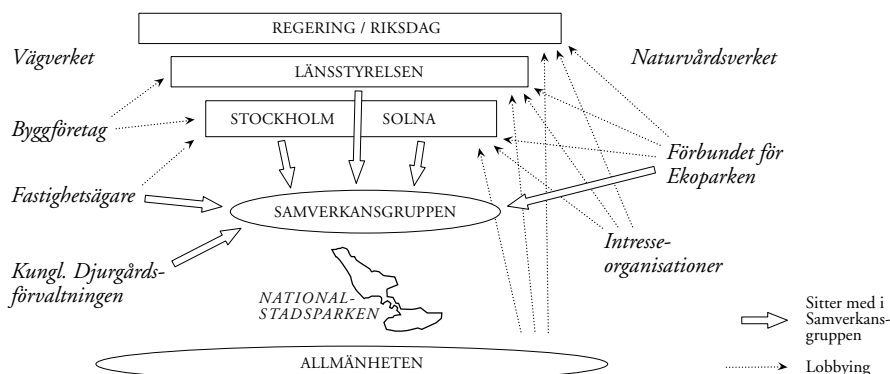 REGERING / RIKSDAG
Vägverket
Naturvårdsverket
LÄNSSTYRELSEN
Byggföretag
STOCKHOLM
SOLNA
Förbundet för
Ekoparken
Fastighetsägare
SAMVERKANSGRUPPEN
Intresse-
organisationer
Kungl. Djurgårds-
förvaltningen
NATIONAL-
STADSPARKEN
Sitter med i
Samverkans-
gruppen
ALLMÄNHETEN
Lobbying